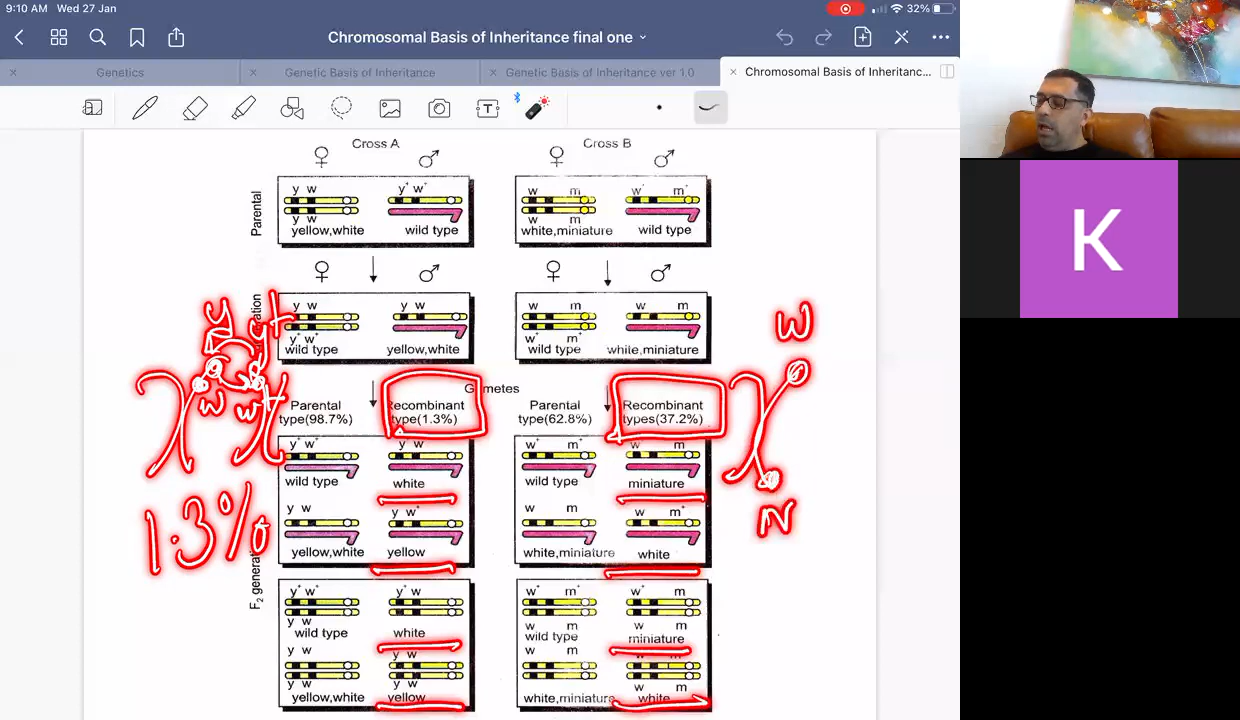 9:10 AM Wed 27 Jan
32%
Chromosomal Basis of Inheritance final one
Genetics
Genetic Basis of Inheritance
Genetic Basis of Inheritance ver 1.0
Chromosomal Basis of Inheritanc...
T
Cross A
Cross B
♀ ♂ ♀ ♂
Parental
y w y+ w+ w m w+ m+
y w w m
yellow,white wild type white,miniature wild type
♀ ♂ ♀ ♂
y w y w w m w m
y+ w+ w+ m+
wild type yellow,white wild type white,miniature
Gametes
Parental type(98.7%)
Recombinant type(1.3%)
Parental type(62.8%)
Recombinant types(37.2%)
y+ w+ y+ w w+ m+ w+ m
wild type white wild type miniature
y w y w+ w m w m+
yellow,white yellow white,miniature white
F2 generation
y+ w+ y+ w w+ m+ w+ m
y w w m w m
wild type white wild type miniature
y w y w w m
y w y w w m
yellow,white yellow white,miniature white
y
y+
w
w+
1.3%
W
K